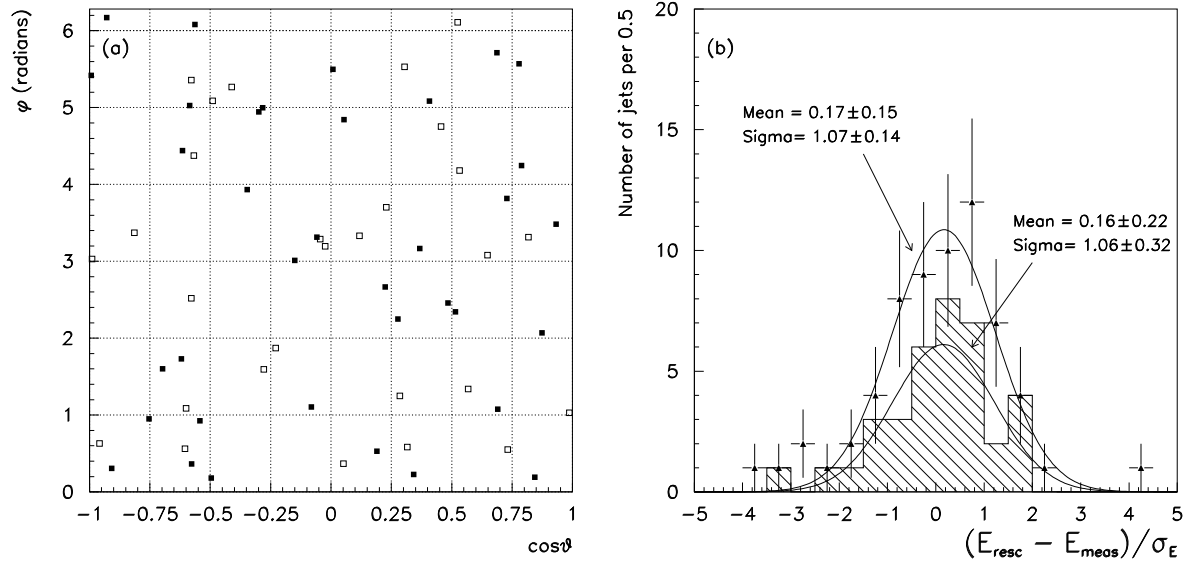 φ (radians)
(a)
6
5
4
3
2
1
0
-1 -0.75 -0.5 -0.25 0 0.25 0.5 0.75 1
cosϑ
Number of jets per 0.5
(b)
20
15
10
5
0
Mean = 0.17±0.15
Sigma= 1.07±0.14
Mean = 0.16±0.22
Sigma= 1.06±0.32
-5 -4 -3 -2 -1 0 1 2 3 4 5
(E_resc - E_meas)/σ_E